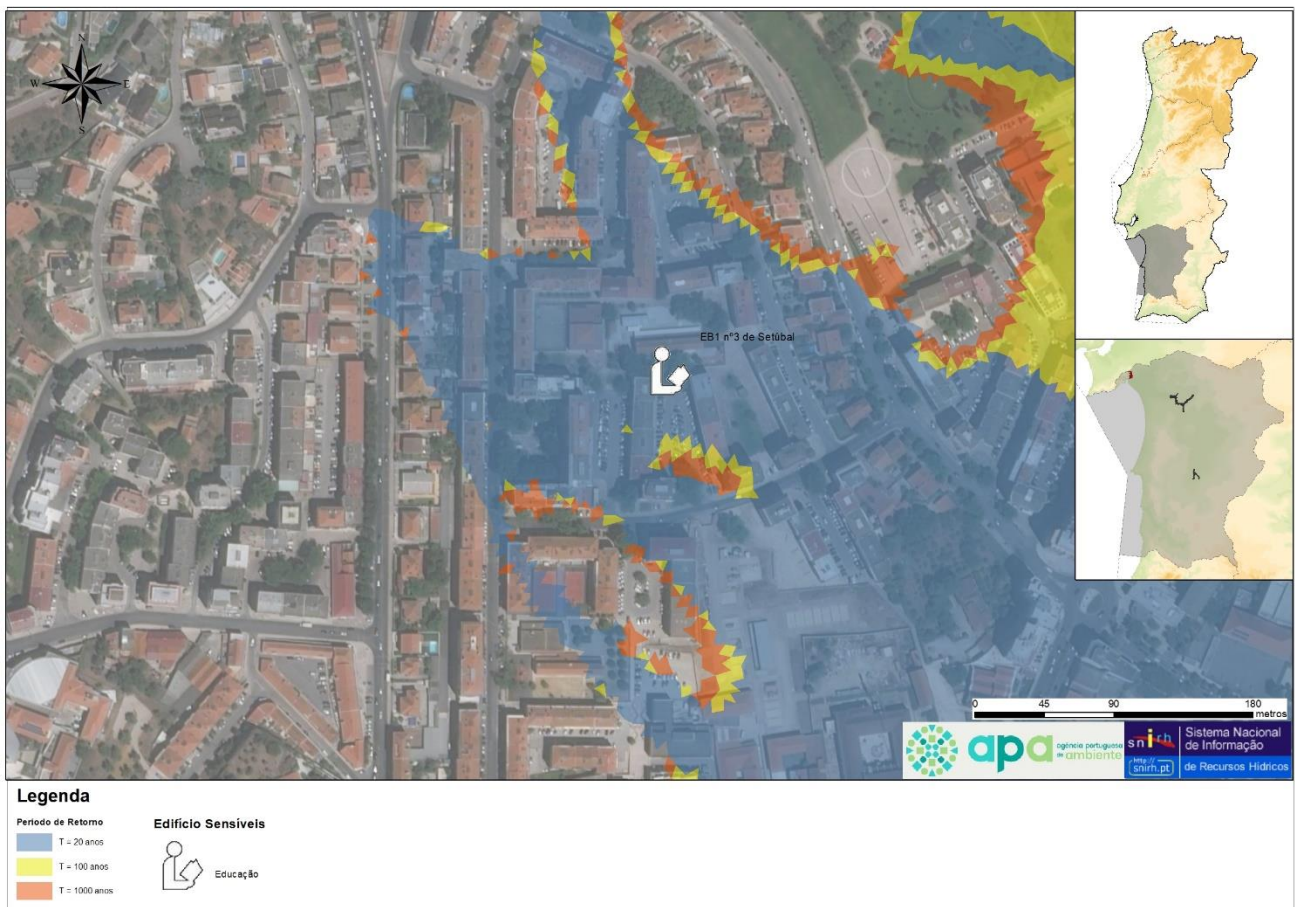 N
W
E
S
H
EB1 nº3 de Setúbal
0 45 90 180
metros
apa agência portuguesa
do ambiente
snirh
http://
snirh.pt
Sistema Nacional
de Informação
de Recursos Hídricos
Legenda
Período de Retorno
T = 20 anos
T = 100 anos
T = 1000 anos
Edifício Sensíveis
Educação